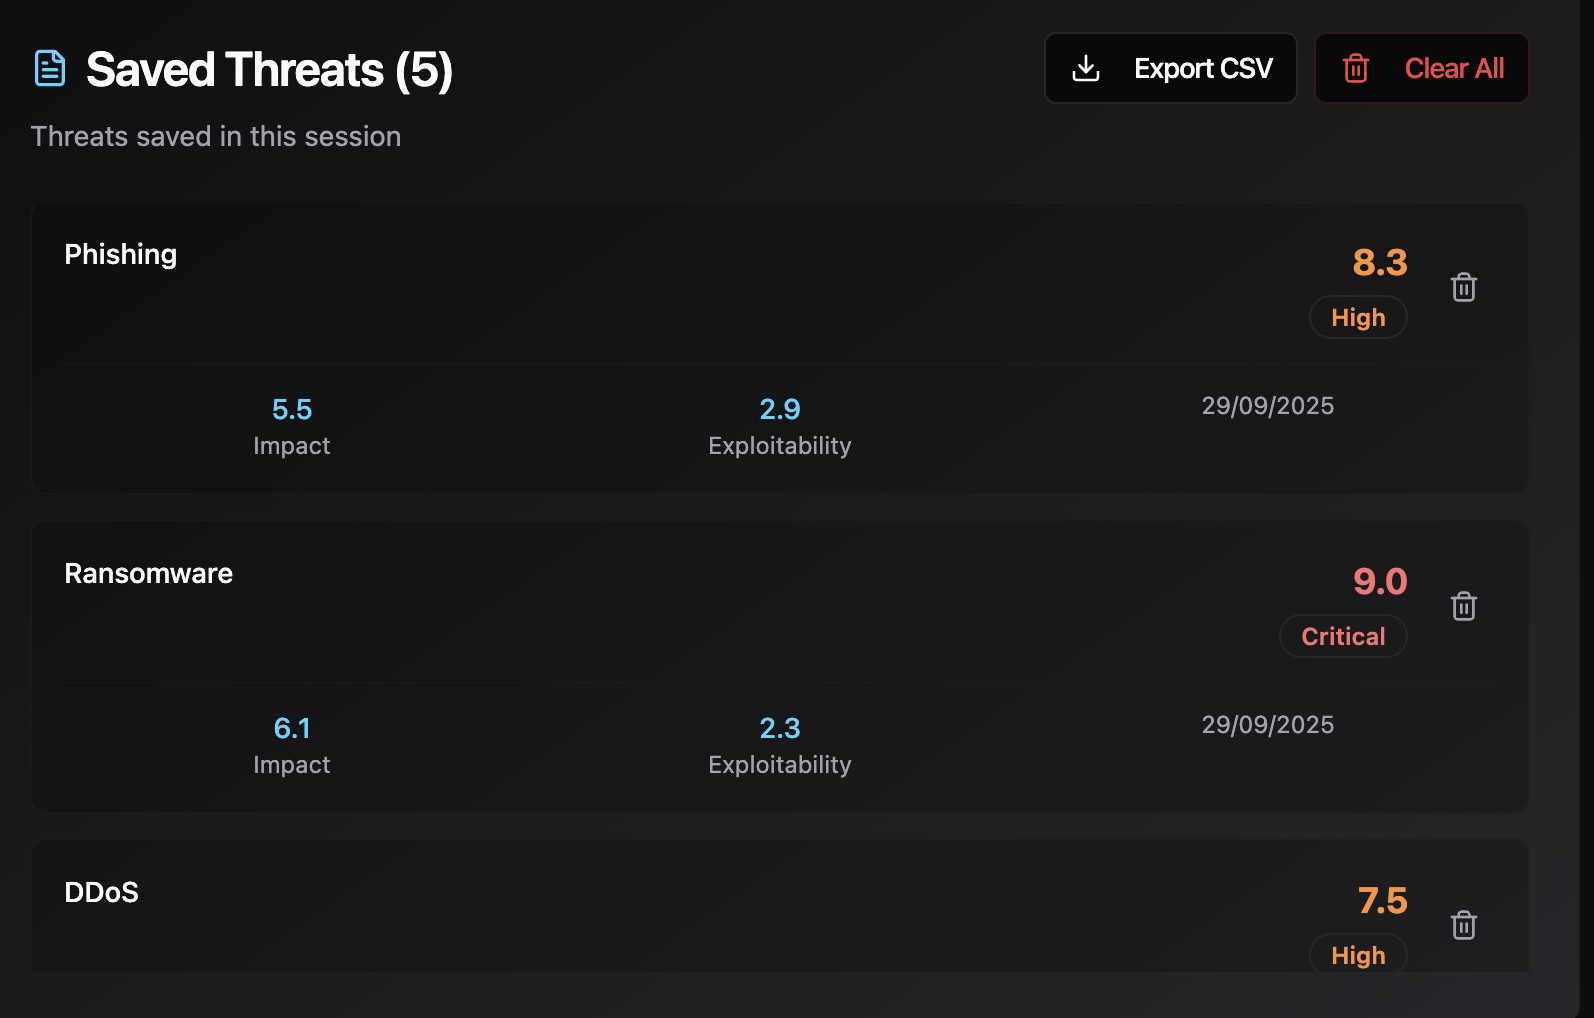 Saved Threats (5)
Export CSV
Clear All
Threats saved in this session
Phishing
8.3
High
5.5
Impact
2.9
Exploitability
29/09/2025
Ransomware
9.0
Critical
6.1
Impact
2.3
Exploitability
29/09/2025
DDoS
7.5
High